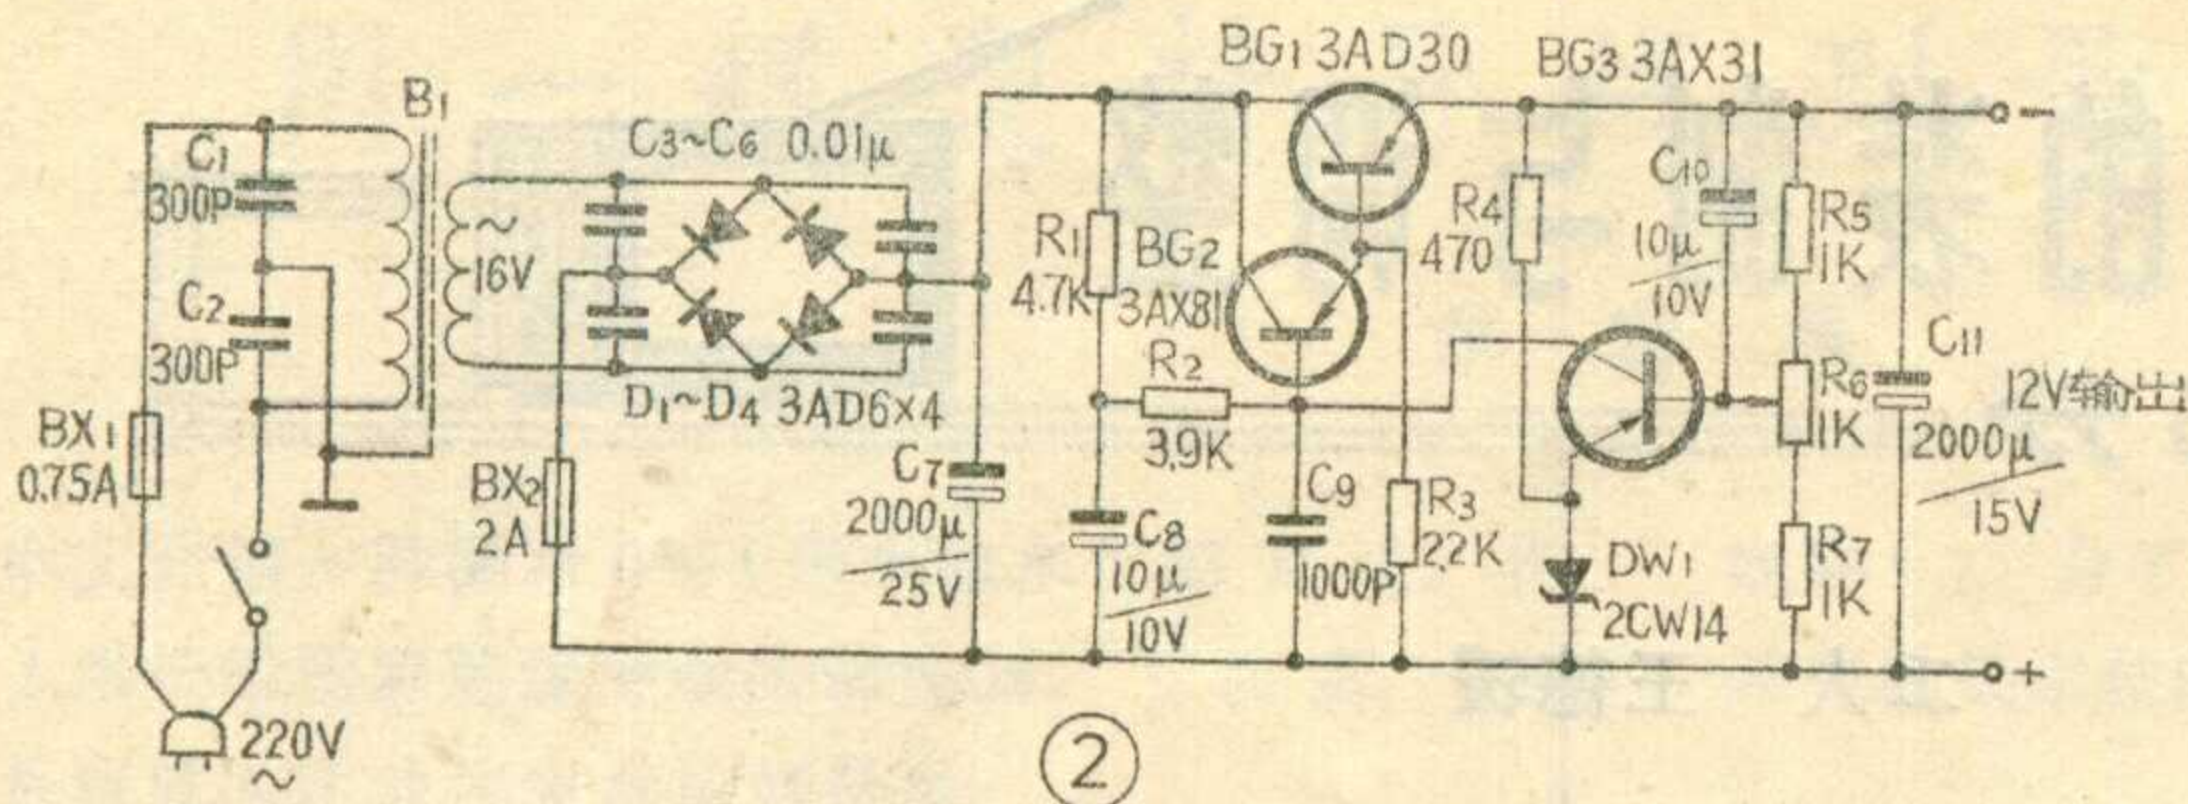 BG1 3AD30
BG3 3AX31
B1
C3~C6 0.01μ
C1
300P
~
16V
C2
300P
R1
4.7K
BG2
3AX81
R4
470
C10
10μ
10V
R5
1K
R2
3.9K
D1~D4 3AD6×4
BX1
0.75A
BX2
2A
C7
2000μ
25V
C8
10μ
10V
C9
1000P
R3
2.2K
DW1
2CW14
R6
1K
R7
1K
C11
2000μ
15V
12V输出
−
+
220V
~
②